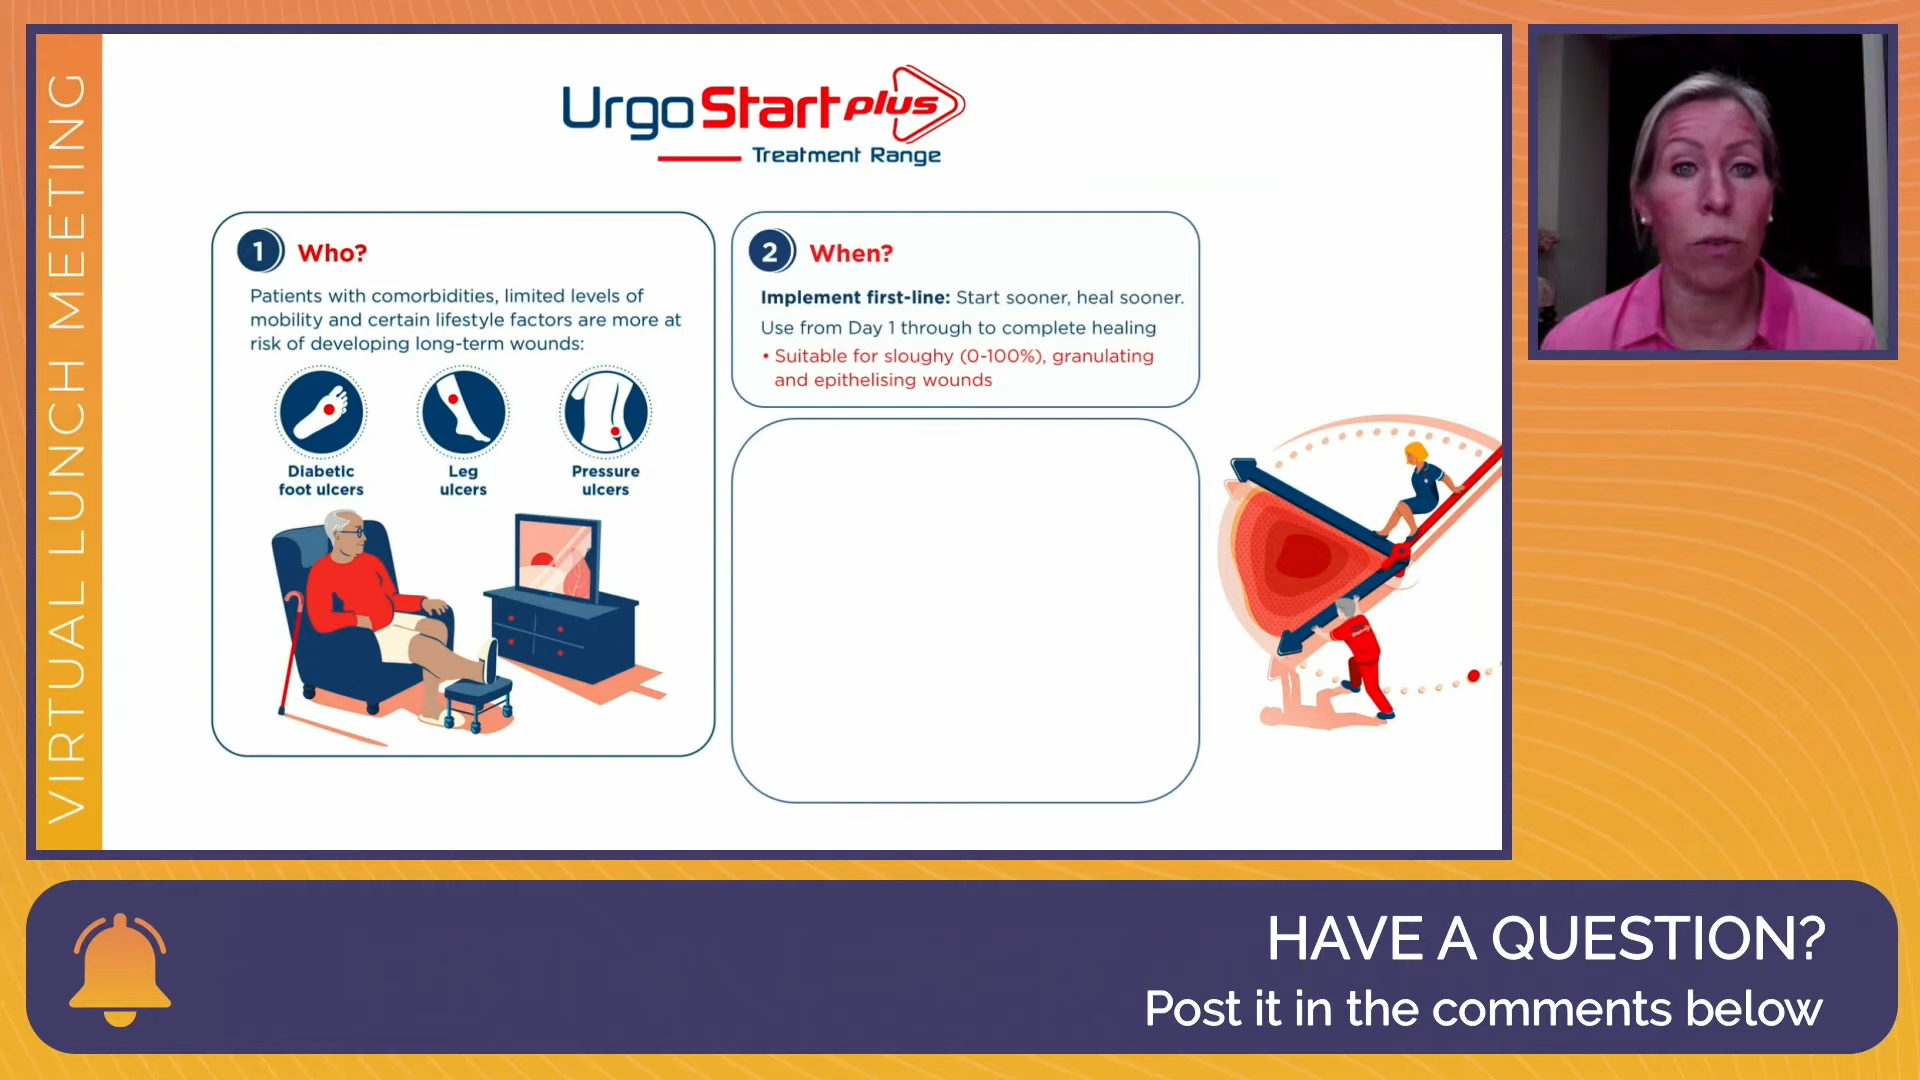 VIRTUAL LUNCH MEETING
UrgoStart plus
Treatment Range
1 Who?
Patients with comorbidities, limited levels of
mobility and certain lifestyle factors are more at
risk of developing long-term wounds:
Diabetic
foot ulcers
Leg
ulcers
Pressure
ulcers
2 When?
Implement first-line: Start sooner, heal sooner.
Use from Day 1 through to complete healing
• Suitable for sloughy (0-100%), granulating
and epithelising wounds
HAVE A QUESTION?
Post it in the comments below